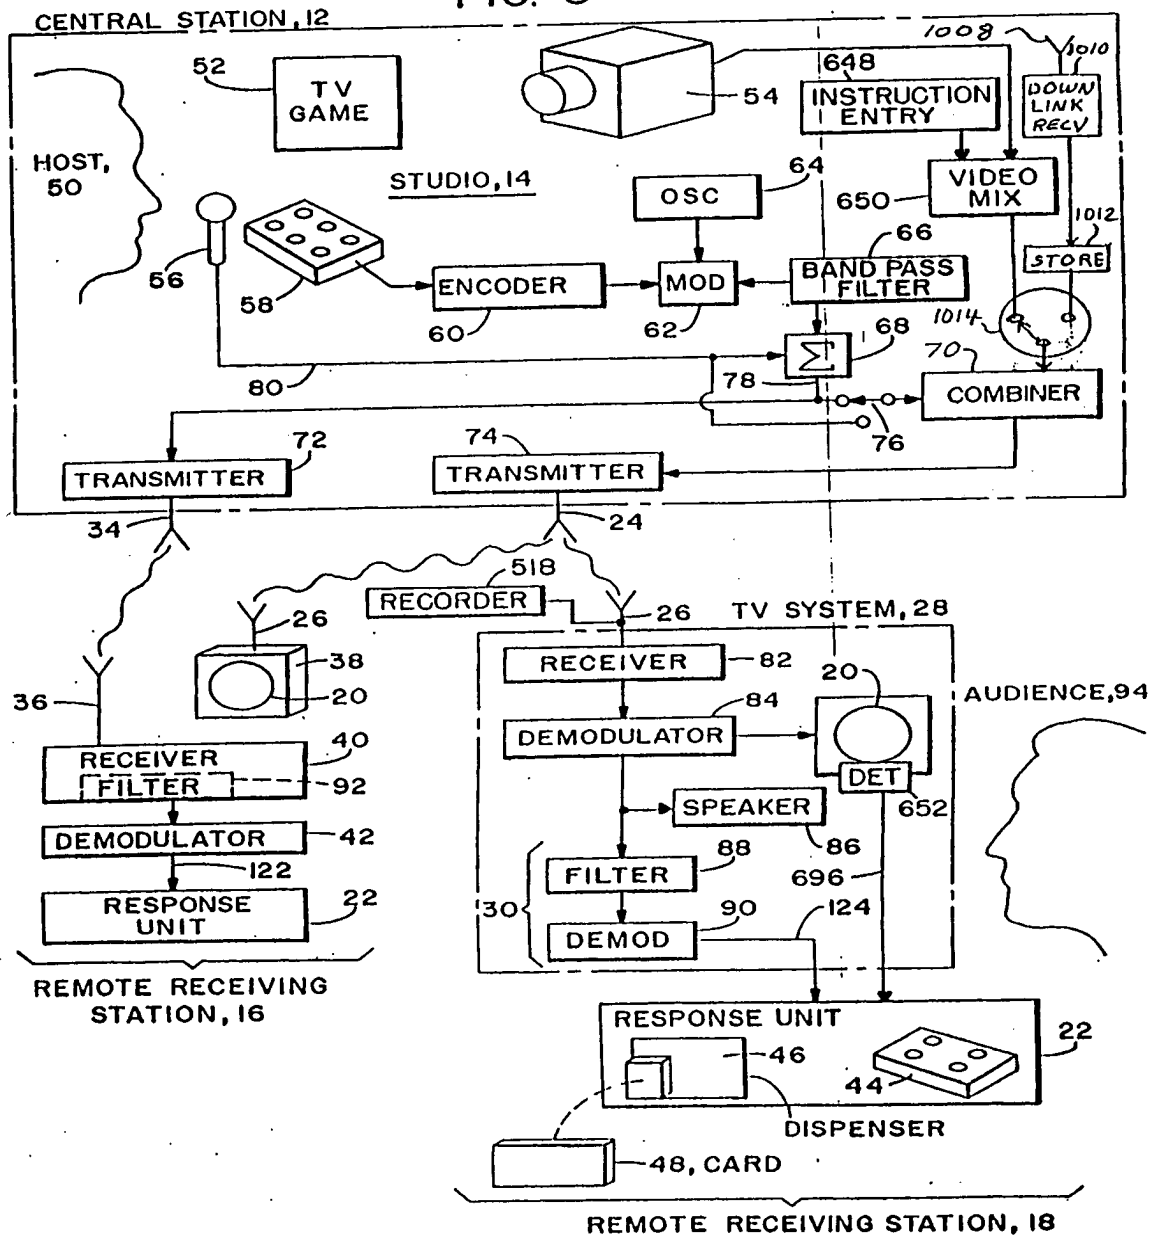 CENTRAL STATION, 12
1008
1010
52
TV
GAME
54
648
INSTRUCTION
ENTRY
DOWN
LINK
RECV
HOST,
50
STUDIO, 14
64
OSC
650
VIDEO
MIX
1012
STORE
56
58
ENCODER
60
MOD
62
66
BAND PASS
FILTER
1014
Σ
68
70
80
78
76
COMBINER
72
TRANSMITTER
74
TRANSMITTER
34
24
518
RECORDER
26
26
TV SYSTEM, 28
38
20
36
RECEIVER
82
20
AUDIENCE, 94
84
DEMODULATOR
RECEIVER
40
FILTER
92
DET
652
SPEAKER
86
DEMODULATOR
42
122
88
FILTER
696
RESPONSE
UNIT
22
30
90
DEMOD
124
REMOTE RECEIVING
STATION, 16
RESPONSE UNIT
22
46
44
DISPENSER
48, CARD
REMOTE RECEIVING STATION, 18